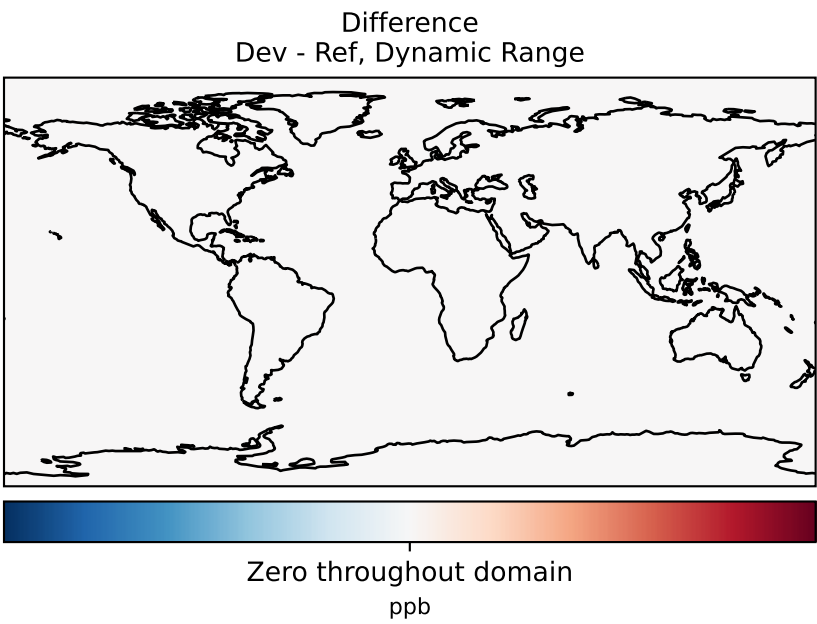 Difference
Dev - Ref, Dynamic Range
Zero throughout domain
ppb